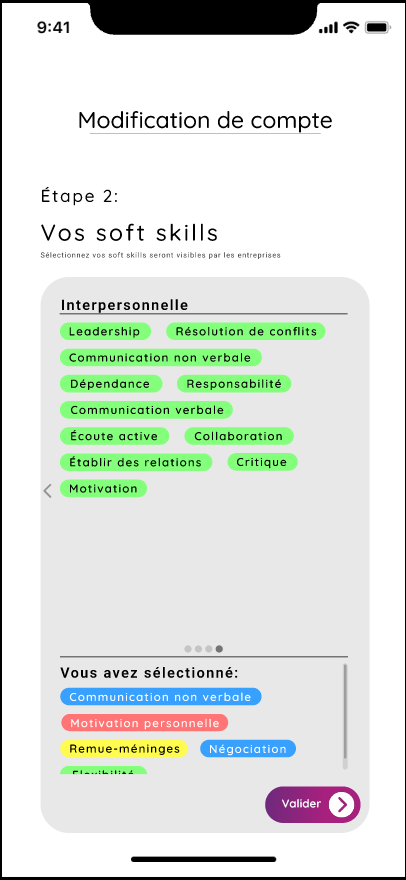 9:41
Modification de compte
Étape 2:
Vos soft skills
Sélectionnez vos soft skills seront visibles par les entreprises
Interpersonnelle
Leadership Résolution de conflits
Communication non verbale
Dépendance Responsabilité
Communication verbale
Écoute active Collaboration
Établir des relations Critique
Motivation
Vous avez sélectionné:
Communication non verbale
Motivation personnelle
Remue-méninges Négociation
Flexibilité
Valider